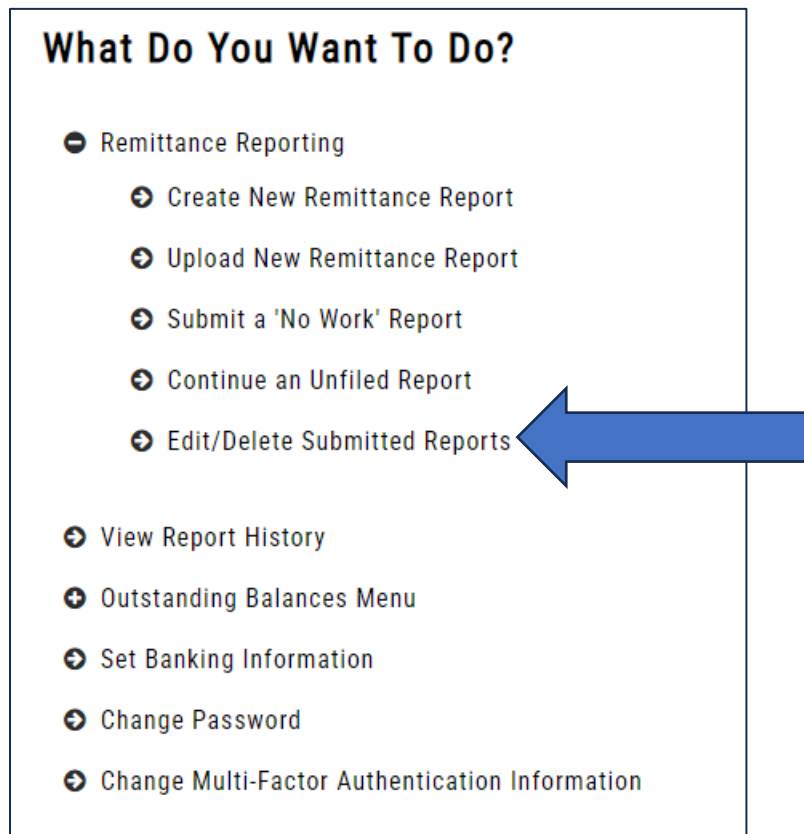 What Do You Want To Do?
Remittance Reporting
Create New Remittance Report
Upload New Remittance Report
Submit a 'No Work' Report
Continue an Unfiled Report
Edit/Delete Submitted Reports
View Report History
Outstanding Balances Menu
Set Banking Information
Change Password
Change Multi-Factor Authentication Information